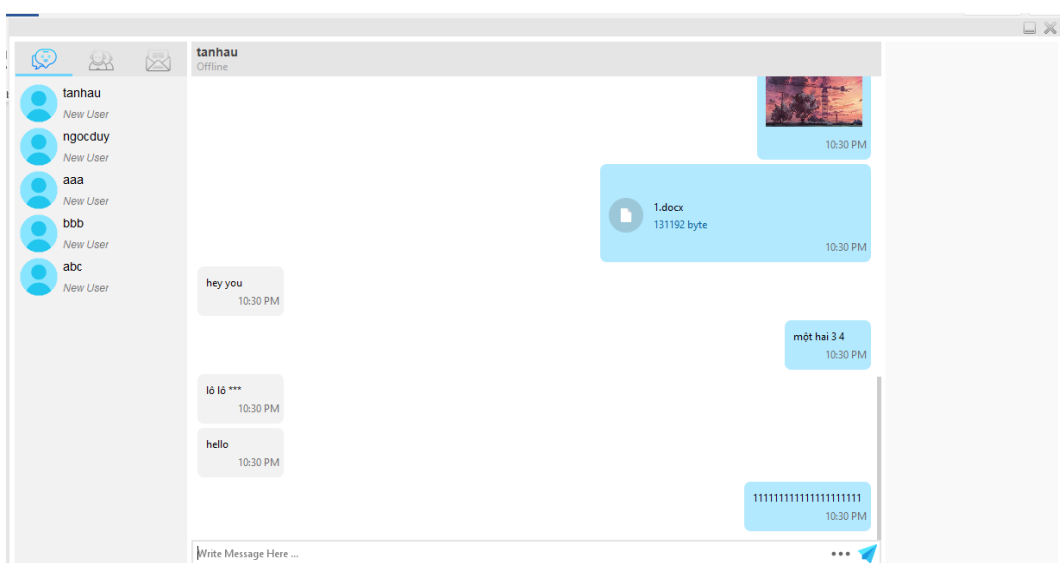 tanhau
New User
ngocduy
New User
aaa
New User
bbb
New User
abc
New User
tanhau
Offline
10:30 PM
1.docx
131192 byte
10:30 PM
hey you
10:30 PM
một hai 3 4
10:30 PM
lô lô ***
10:30 PM
hello
10:30 PM
111111111111111111111
10:30 PM
Write Message Here ...